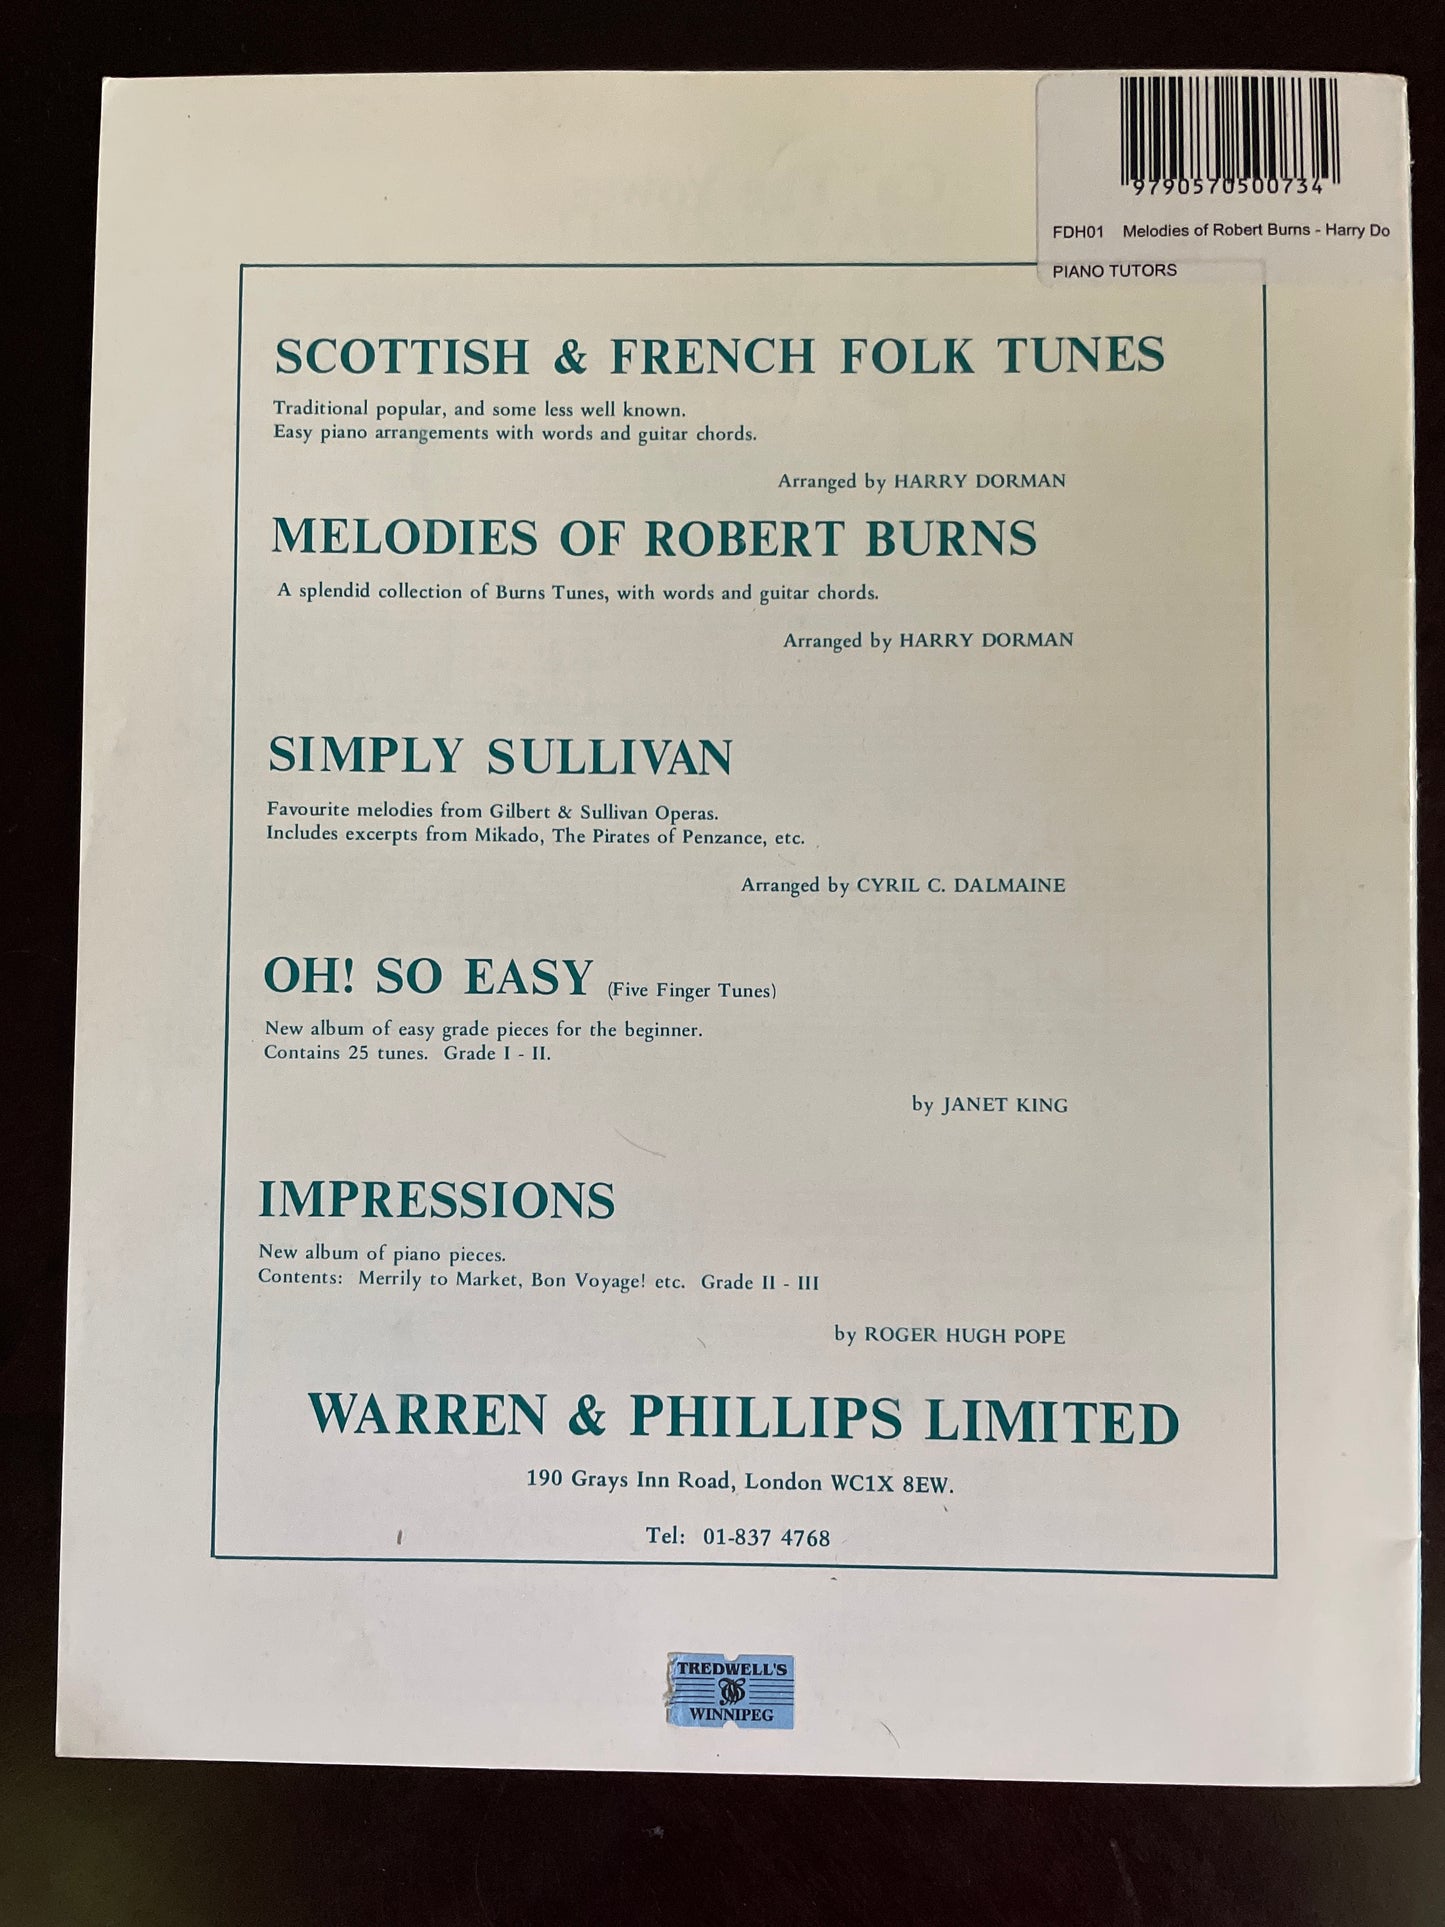 9790570500734
FDH01 Melodies of Robert Burns - Harry Do
PIANO TUTORS
SCOTTISH & FRENCH FOLK TUNES
Traditional popular, and some less well known.
Easy piano arrangements with words and guitar chords.
Arranged by HARRY DORMAN
MELODIES OF ROBERT BURNS
A splendid collection of Burns Tunes, with words and guitar chords.
Arranged by HARRY DORMAN
SIMPLY SULLIVAN
Favourite melodies from Gilbert & Sullivan Operas.
Includes excerpts from Mikado, The Pirates of Penzance, etc.
Arranged by CYRIL C. DALMAINE
OH! SO EASY (Five Finger Tunes)
New album of easy grade pieces for the beginner.
Contains 25 tunes. Grade I - II.
by JANET KING
IMPRESSIONS
New album of piano pieces.
Contents: Merrily to Market, Bon Voyage! etc. Grade II - III
by ROGER HUGH POPE
WARREN & PHILLIPS LIMITED
190 Grays Inn Road, London WC1X 8EW.
Tel: 01-837 4768
TREDWELL'S
WINNIPEG